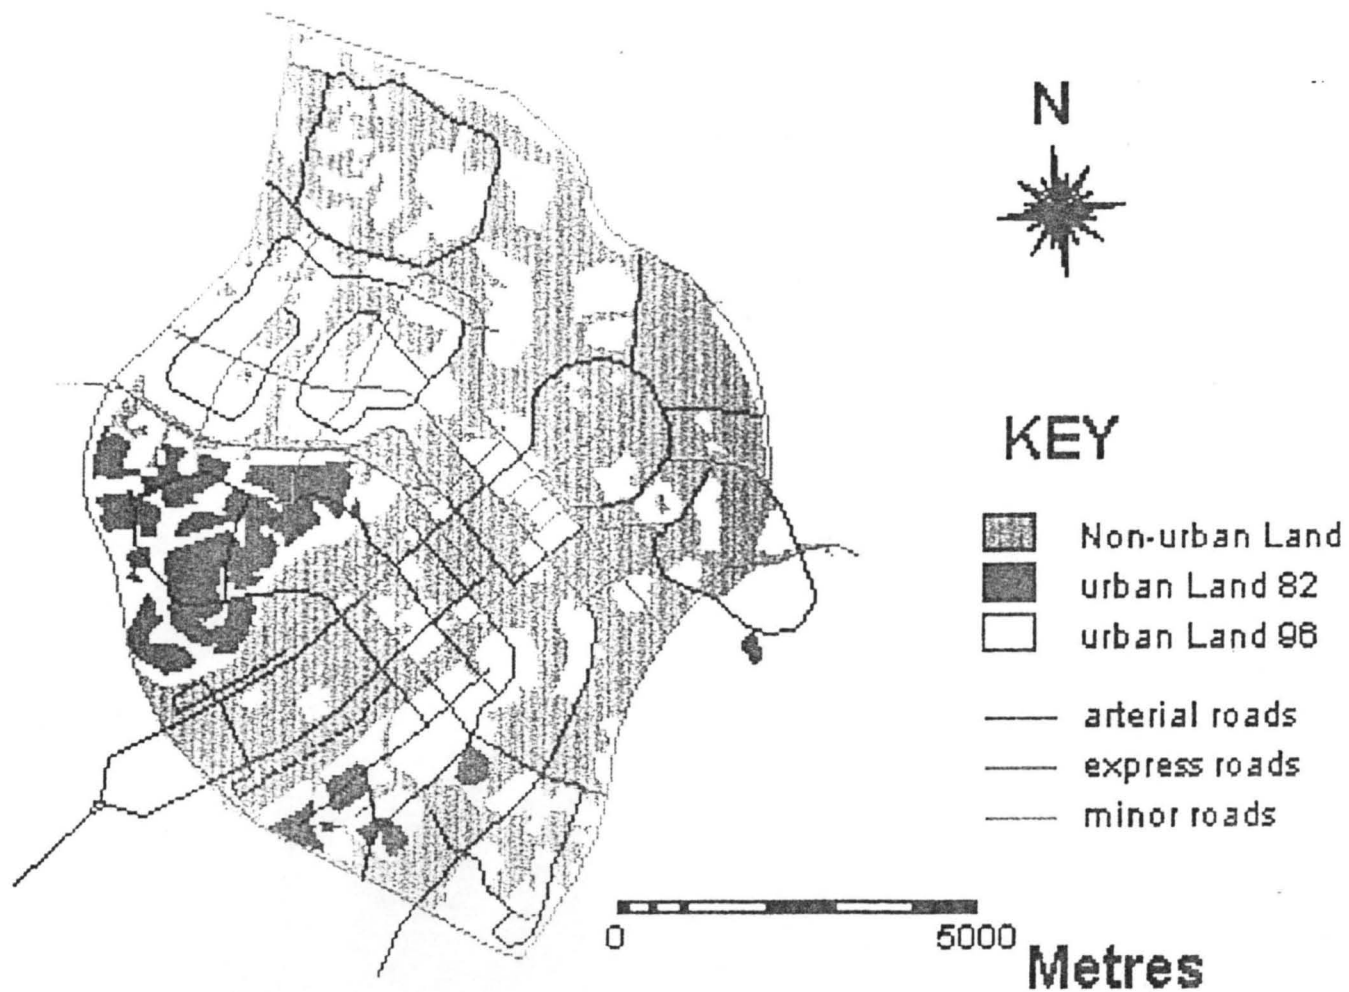 N
KEY
Non-urban Land
urban Land 82
urban Land 96
arterial roads
express roads
minor roads
0 5000 Metres